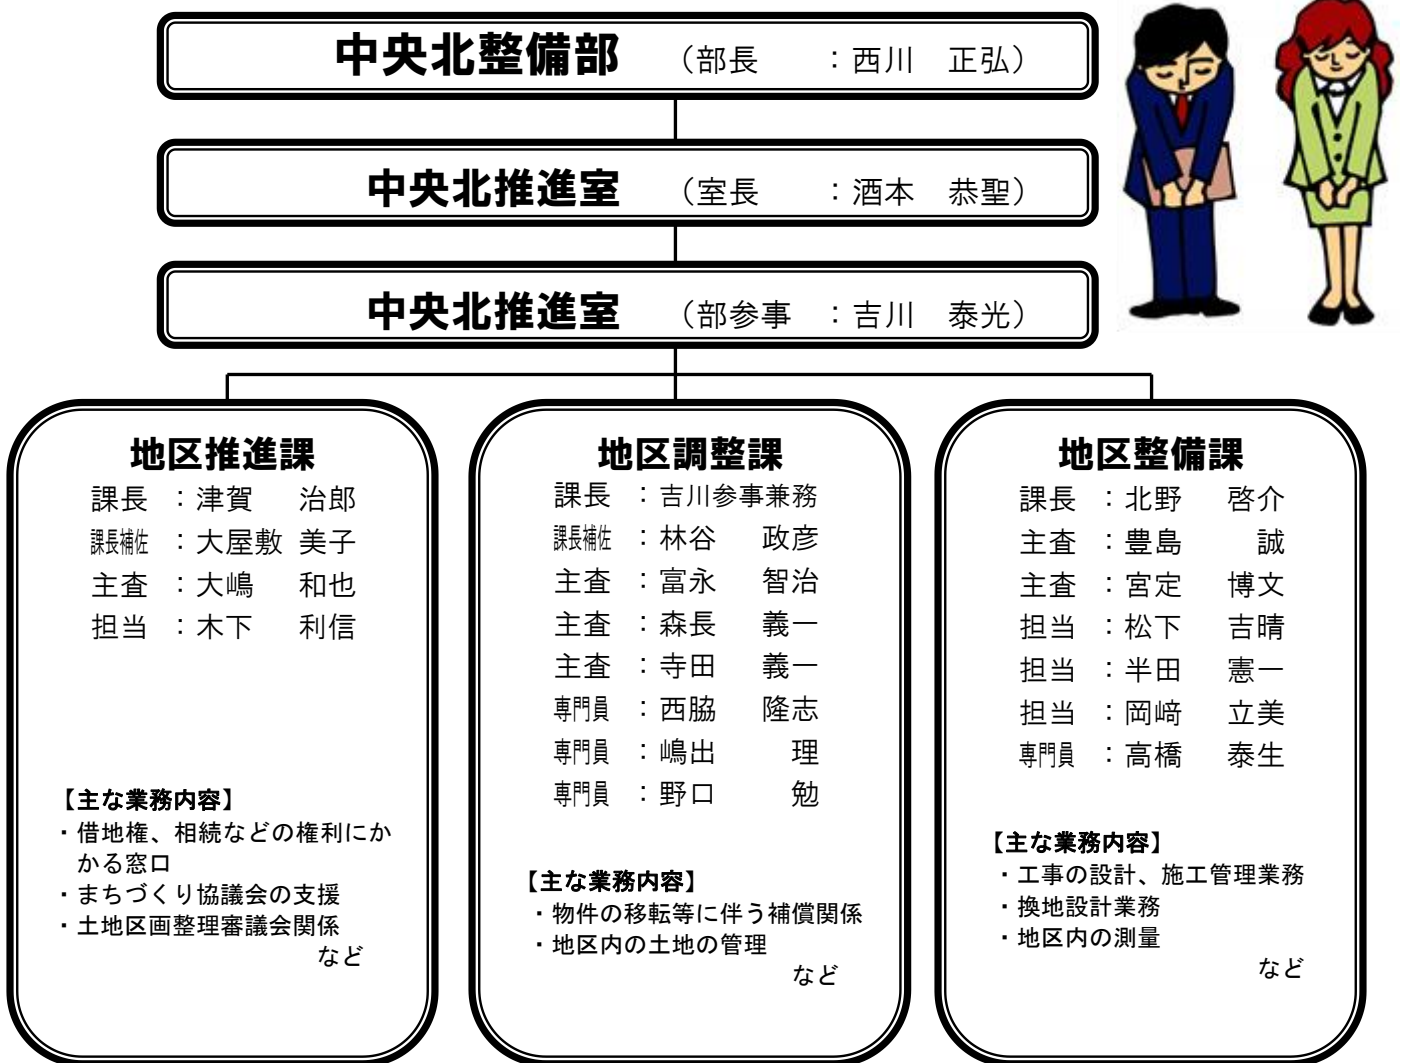 中央北整備部 （部長 ：西川 正弘）
中央北推進室 （室長 ：酒本 恭聖）
中央北推進室 （部参事 ：吉川 泰光）
地区推進課
課長 ：津賀 治郎
課長補佐 ：大屋敷 美子
主査 ：大嶋 和也
担当 ：木下 利信
【主な業務内容】
・借地権、相続などの権利にか
かる窓口
・まちづくり協議会の支援
・土地区画整理審議会関係
など
地区調整課
課長 ：吉川参事兼務
課長補佐 ：林谷 政彦
主査 ：富永 智治
主査 ：森長 義一
主査 ：寺田 義一
専門員 ：西脇 隆志
専門員 ：嶋出 理
専門員 ：野口 勉
【主な業務内容】
・物件の移転等に伴う補償関係
・地区内の土地の管理
など
地区整備課
課長 ：北野 啓介
主査 ：豊島 誠
主査 ：宮定 博文
担当 ：松下 吉晴
担当 ：半田 憲一
担当 ：岡﨑 立美
専門員 ：高橋 泰生
【主な業務内容】
・工事の設計、施工管理業務
・換地設計業務
・地区内の測量
など